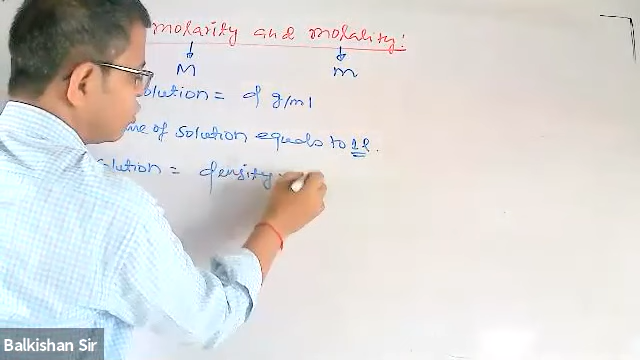 molarity and molality:
M m
olution = d g/ml
me of solution equals to 1l.
olution = density
Balkishan Sir